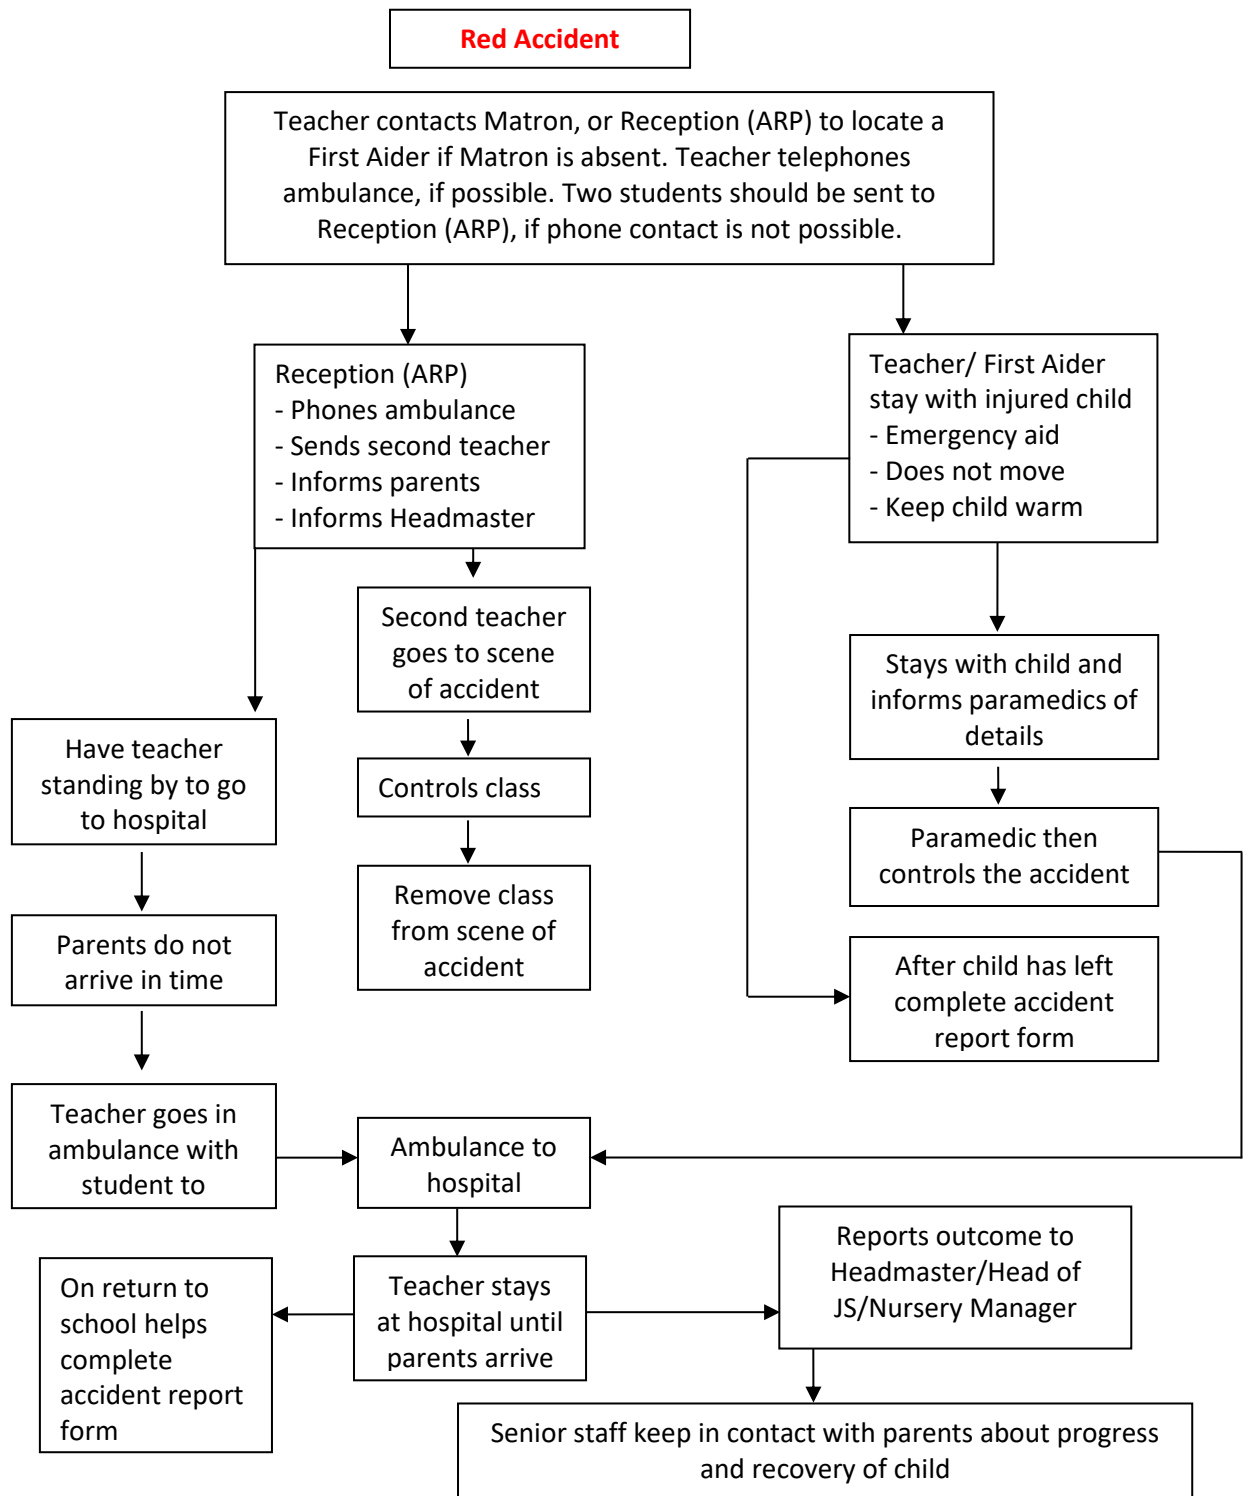 Red Accident
Teacher contacts Matron, or Reception (ARP) to locate a
First Aider if Matron is absent. Teacher telephones
ambulance, if possible. Two students should be sent to
Reception (ARP), if phone contact is not possible.
Reception (ARP)
- Phones ambulance
- Sends second teacher
- Informs parents
- Informs Headmaster
Teacher/ First Aider
stay with injured child
- Emergency aid
- Does not move
- Keep child warm
Second teacher
goes to scene
of accident
Stays with child and
informs paramedics of
details
Have teacher
standing by to go
to hospital
Controls class
Paramedic then
controls the accident
Remove class
from scene of
accident
Parents do not
arrive in time
After child has left
complete accident
report form
Teacher goes in
ambulance with
student to
Ambulance to
hospital
Reports outcome to
Headmaster/Head of
JS/Nursery Manager
On return to
school helps
complete
accident report
form
Teacher stays
at hospital until
parents arrive
Senior staff keep in contact with parents about progress
and recovery of child